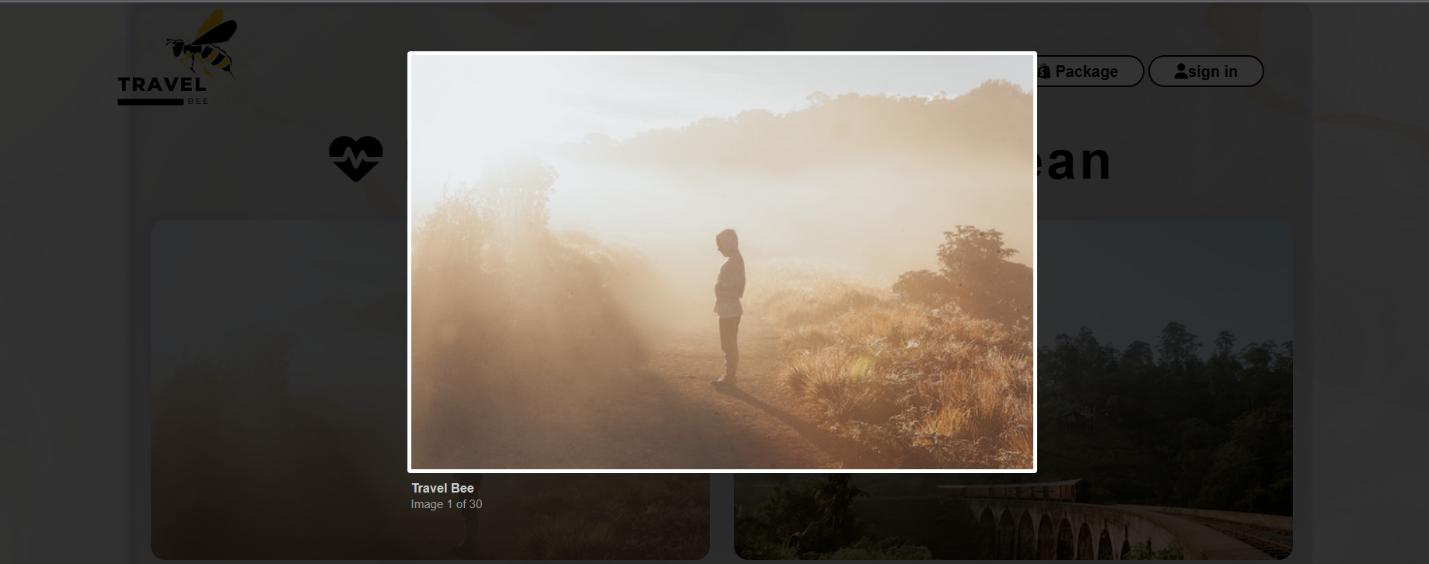 TRAVEL
BEE
Package
sign in
ean
Travel Bee
Image 1 of 30